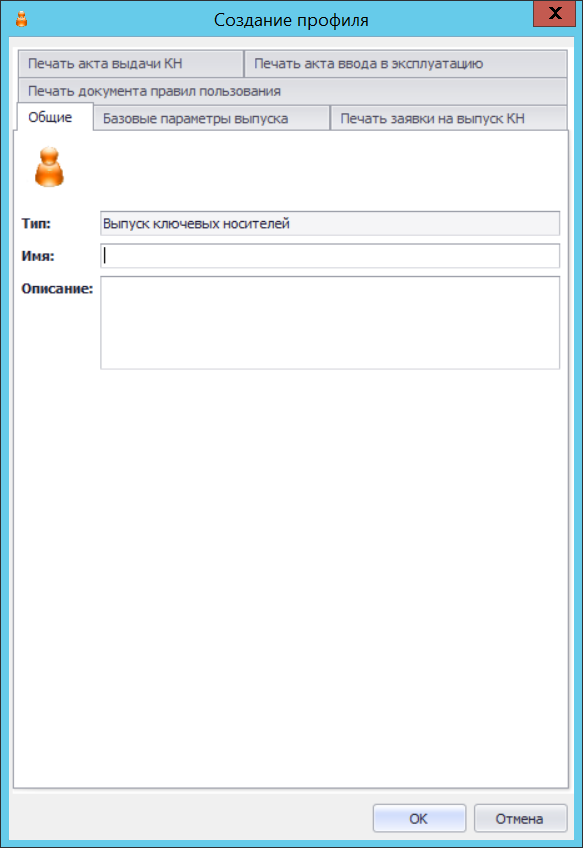 Создание профиля
Печать акта выдачи КН
Печать акта ввода в эксплуатацию
Печать документа правил пользования
Общие
Базовые параметры выпуска
Печать заявки на выпуск КН
Тип:
Выпуск ключевых носителей
Имя:
Описание:
ОК
Отмена